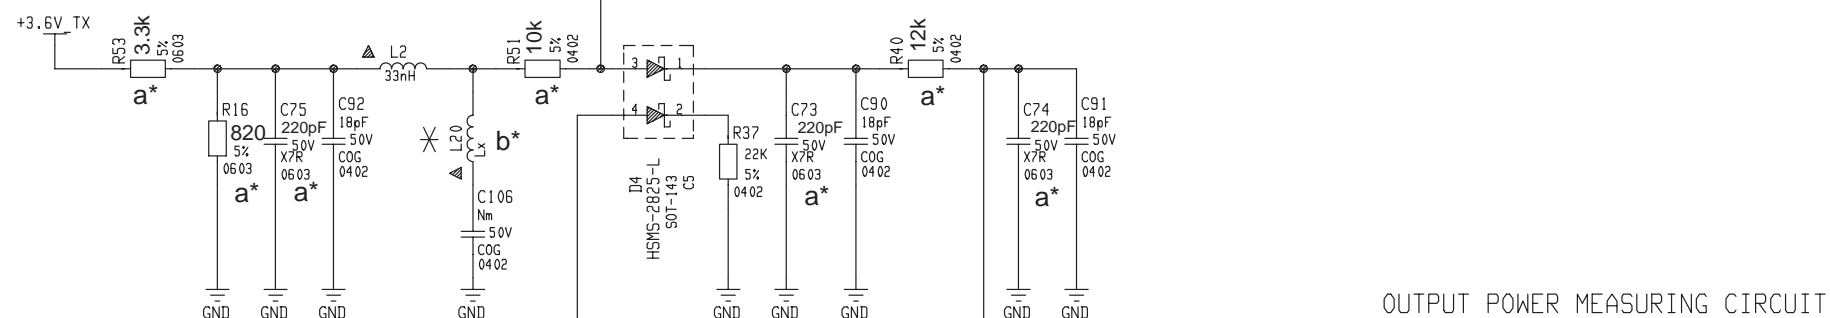 +3.6V_TX
R53
3.3k
5%
0603
a*
R16
820
5%
0603
a*
C75
220pF
50V
X7R
0603
a*
C92
18pF
50V
COG
0402
L2
33nH
L20
Lx
b*
C106
Nm
50V
COG
0402
R51
10k
5%
0402
a*
3
1
4
2
D4
HSMS-2825-L
SOT-143
C5
R37
22K
5%
0402
C73
220pF
50V
X7R
0603
a*
C90
18pF
50V
COG
0402
R40
12k
5%
0402
a*
C74
220pF
50V
X7R
0603
a*
C91
18pF
50V
COG
0402
GND
GND
GND
GND
GND
GND
GND
GND
GND
OUTPUT POWER MEASURING CIRCUIT